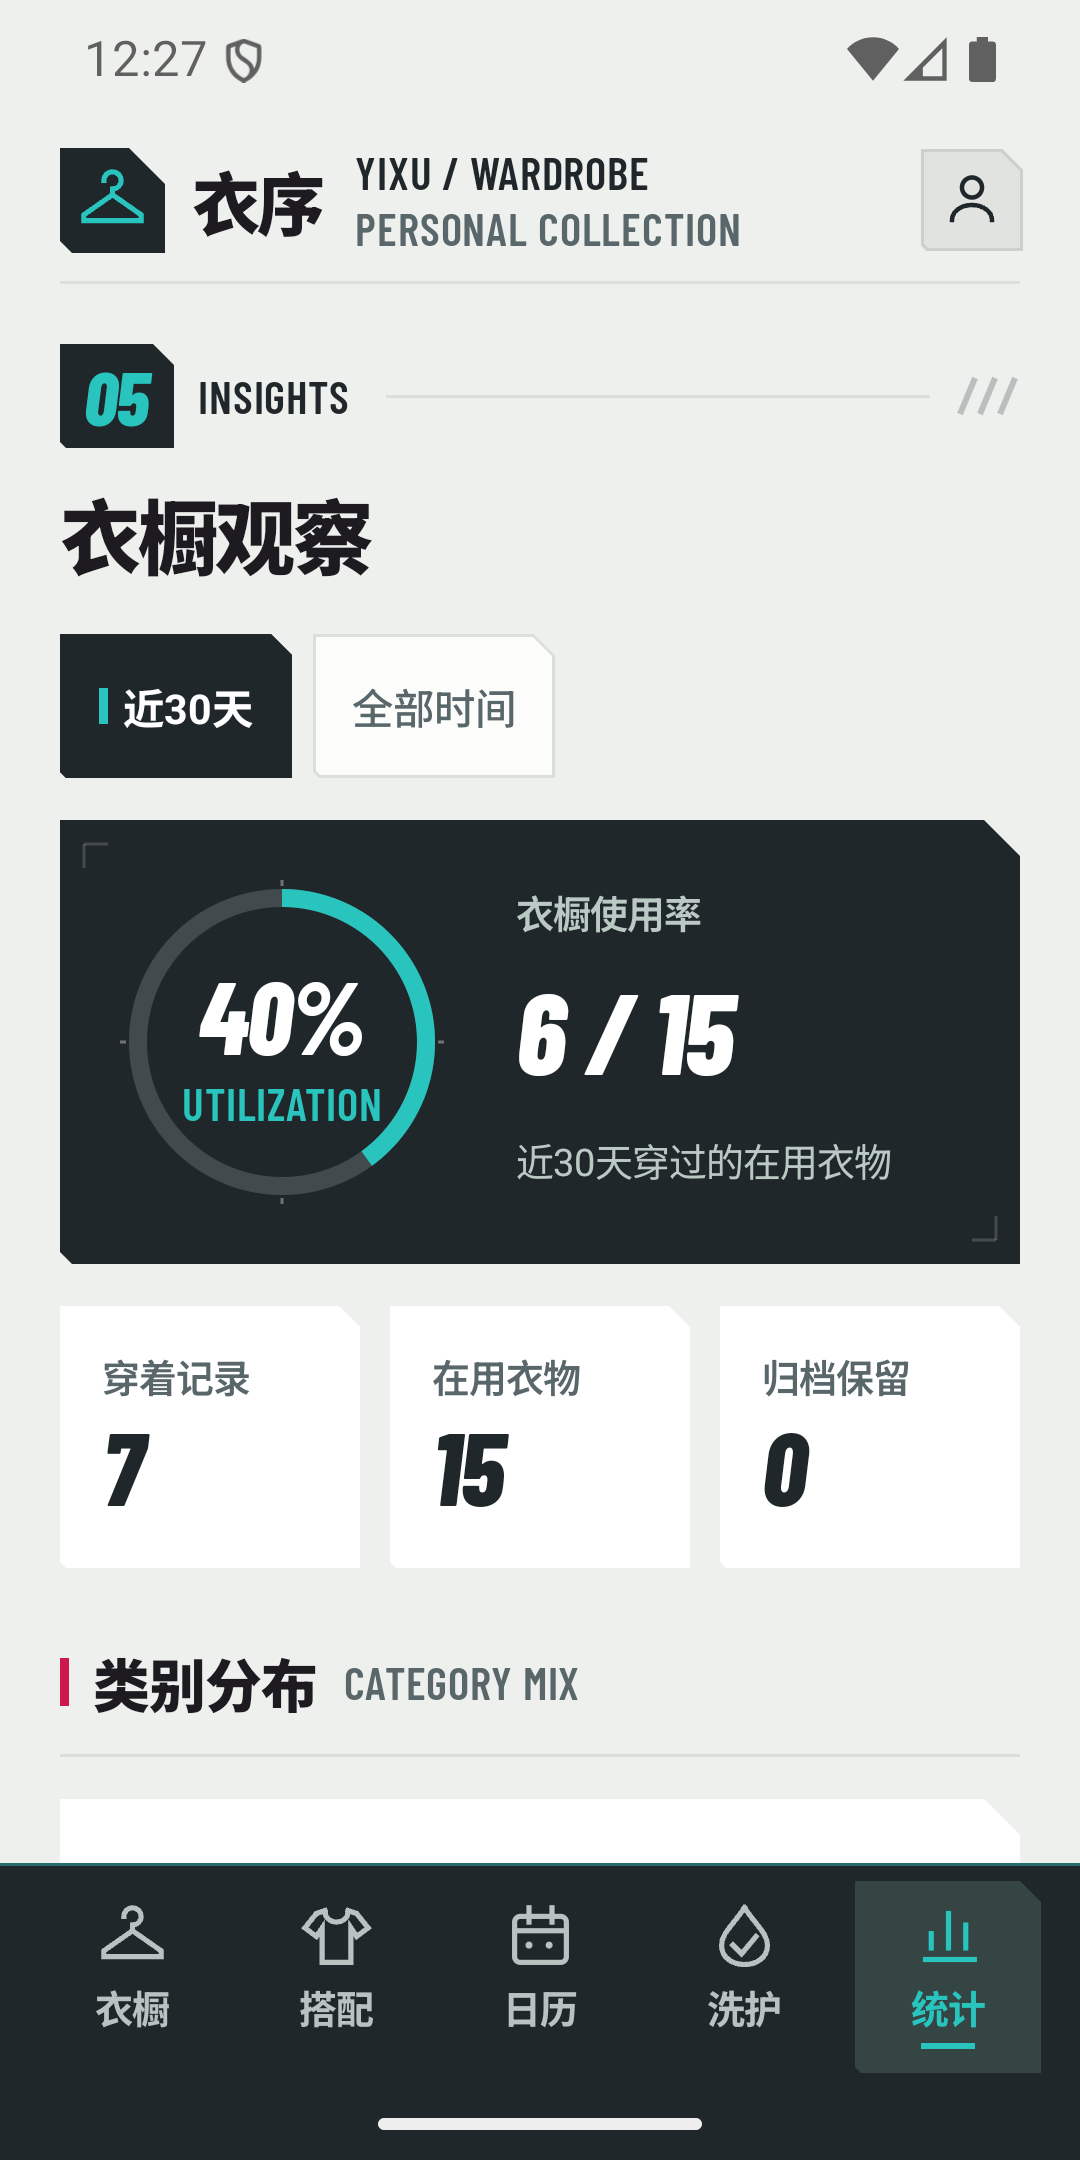 12:27
衣序
YIXU / WARDROBE
PERSONAL COLLECTION
05
INSIGHTS
衣橱观察
近30天
全部时间
40%
UTILIZATION
衣橱使用率
6 / 15
近30天穿过的在用衣物
穿着记录
7
在用衣物
15
归档保留
0
类别分布
CATEGORY MIX
衣橱
搭配
日历
洗护
统计